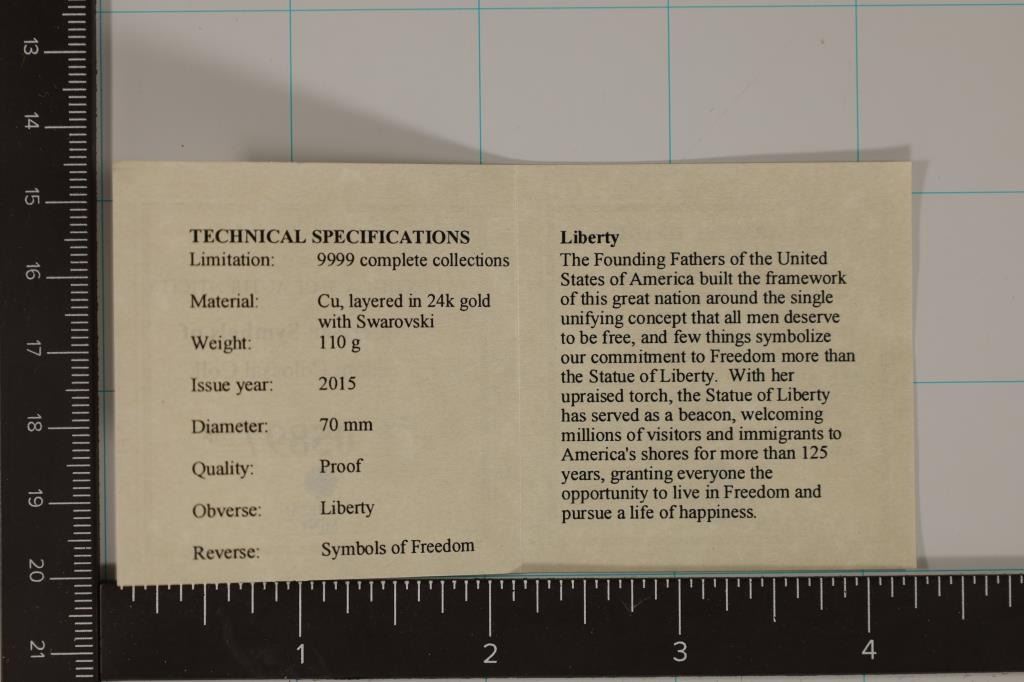 TECHNICAL SPECIFICATIONS
Limitation: 9999 complete collections
Material: Cu, layered in 24k gold
with Swarovski
Weight: 110 g
Issue year: 2015
Diameter: 70 mm
Quality: Proof
Obverse: Liberty
Reverse: Symbols of Freedom
Liberty
The Founding Fathers of the United
States of America built the framework
of this great nation around the single
unifying concept that all men deserve
to be free, and few things symbolize
our commitment to Freedom more than
the Statue of Liberty. With her
upraised torch, the Statue of Liberty
has served as a beacon, welcoming
millions of visitors and immigrants to
America's shores for more than 125
years, granting everyone the
opportunity to live in Freedom and
pursue a life of happiness.
13
14
15
16
17
18
19
20
21
1 2 3 4